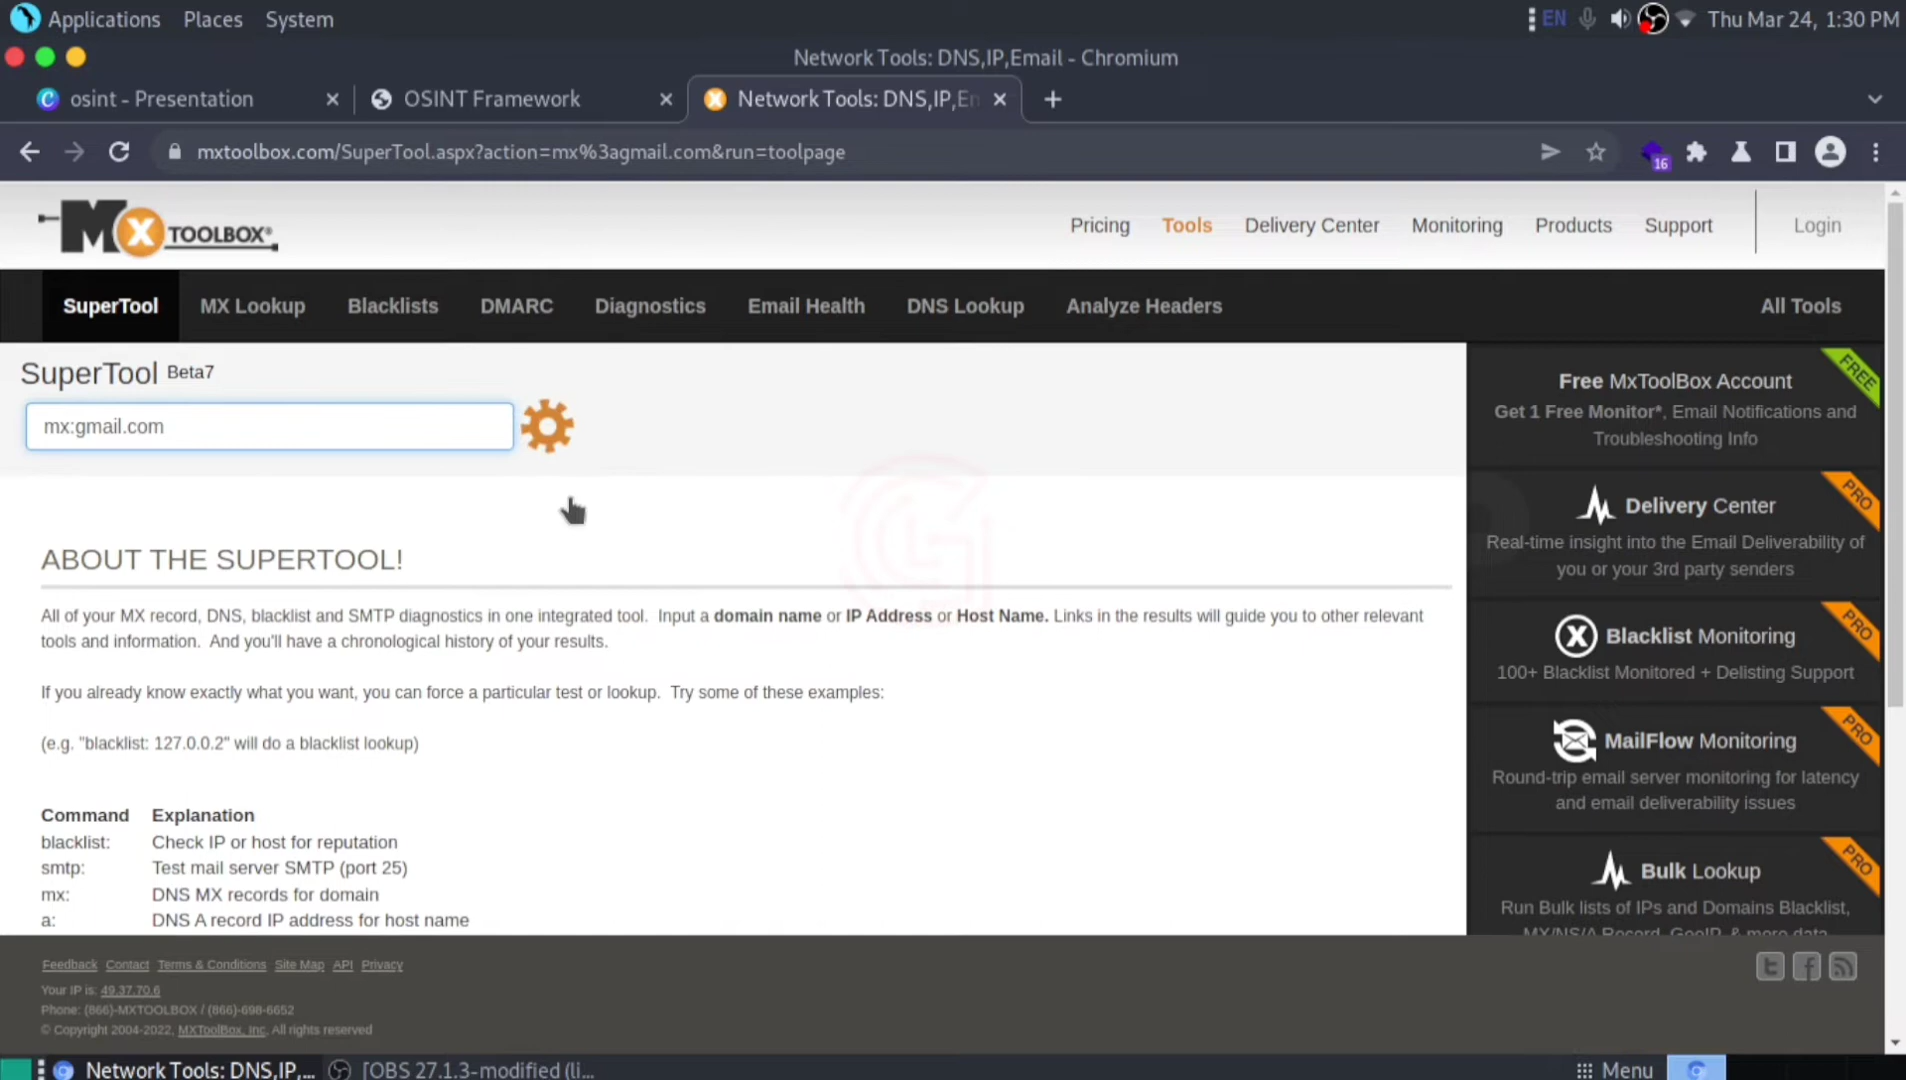 Applications Places System
EN Thu Mar 24, 1:30 PM
Network Tools: DNS,IP,Email - Chromium
osint - Presentation
OSINT Framework
Network Tools: DNS,IP,En
mxtoolbox.com/SuperTool.aspx?action=mx%3agmail.com&run=toolpage
16
MX TOOLBOX
Pricing Tools Delivery Center Monitoring Products Support Login
SuperTool MX Lookup Blacklists DMARC Diagnostics Email Health DNS Lookup Analyze Headers All Tools
SuperTool Beta7
mx:gmail.com
ABOUT THE SUPERTOOL!
All of your MX record, DNS, blacklist and SMTP diagnostics in one integrated tool. Input a domain name or IP Address or Host Name. Links in the results will guide you to other relevant
tools and information. And you'll have a chronological history of your results.
If you already know exactly what you want, you can force a particular test or lookup. Try some of these examples:
(e.g. "blacklist: 127.0.0.2" will do a blacklist lookup)
Command Explanation
blacklist: Check IP or host for reputation
smtp: Test mail server SMTP (port 25)
mx: DNS MX records for domain
a: DNS A record IP address for host name
FREE
Free MxToolBox Account
Get 1 Free Monitor*, Email Notifications and
Troubleshooting Info
PRO
Delivery Center
Real-time insight into the Email Deliverability of
you or your 3rd party senders
PRO
Blacklist Monitoring
100+ Blacklist Monitored + Delisting Support
PRO
MailFlow Monitoring
Round-trip email server monitoring for latency
and email deliverability issues
PRO
Bulk Lookup
Run Bulk lists of IPs and Domains Blacklist,
MX/NS/A Record, GeoIP, & more data
Feedback Contact Terms & Conditions Site Map API Privacy
Your IP is: 49.37.70.6
Phone: (866)-MXTOOLBOX / (866)-698-6652
© Copyright 2004-2022, MXToolBox, Inc, All rights reserved
Network Tools: DNS,IP,...
[OBS 27.1.3-modified (li...
Menu